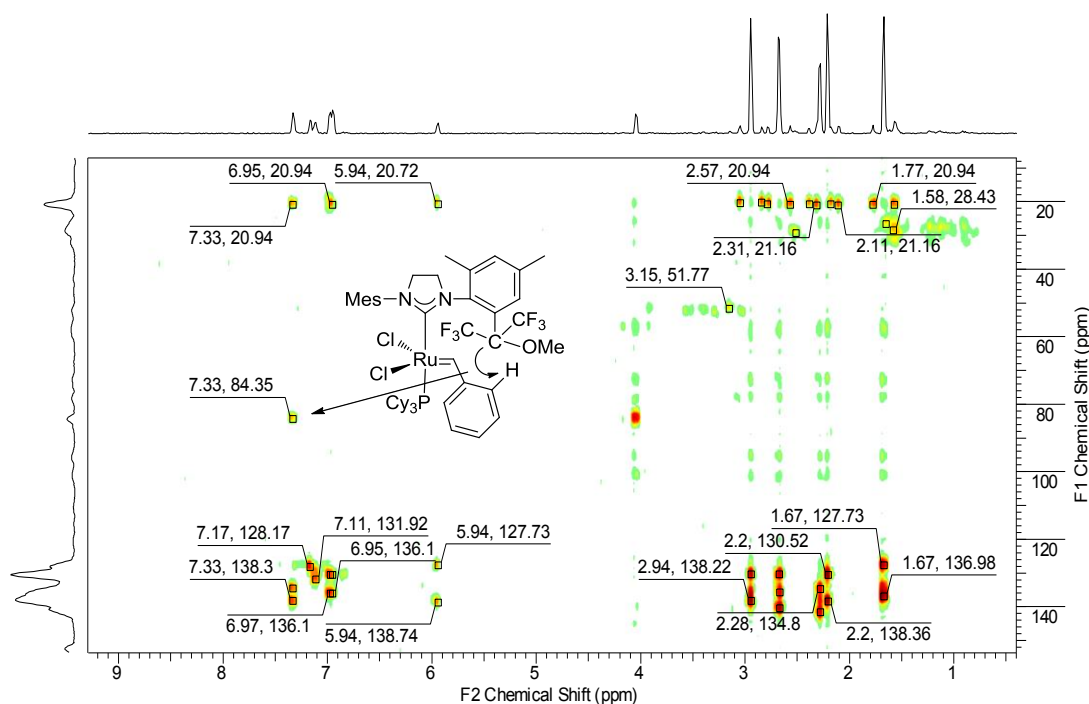 6.95, 20.94
5.94, 20.72
2.57, 20.94
1.77, 20.94
1.58, 28.43
7.33, 20.94
2.31, 21.16
2.11, 21.16
3.15, 51.77
Mes
N
N
F3C
CF3
C
OMe
Cl
Ru
H
Cl
Cy3P
7.33, 84.35
7.17, 128.17
7.11, 131.92
5.94, 127.73
1.67, 127.73
7.33, 138.3
6.95, 136.1
2.2, 130.52
2.94, 138.22
1.67, 136.98
6.97, 136.1
5.94, 138.74
2.28, 134.8
2.2, 138.36
20
40
60
80
100
120
140
F1 Chemical Shift (ppm)
9 8 7 6 5 4 3 2 1
F2 Chemical Shift (ppm)